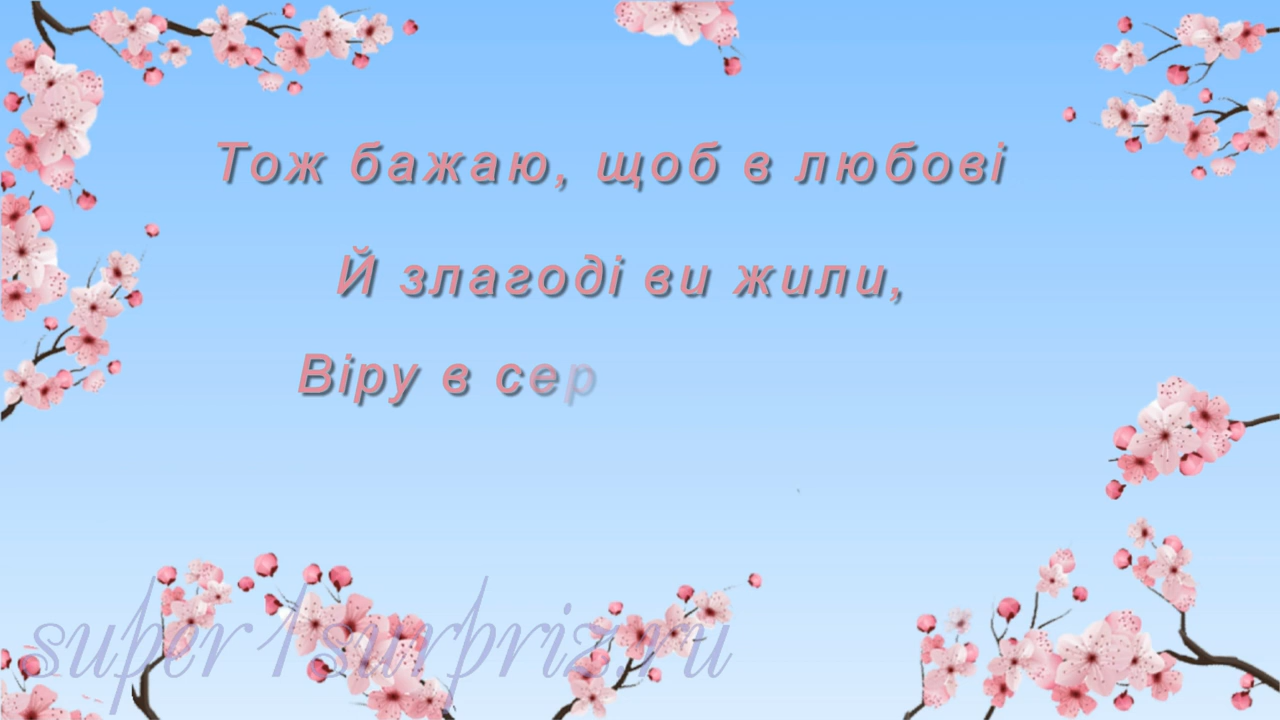 Тож бажаю, щоб в любові
Й злагоді ви жили,
Віру в сер
super1surpriz.ru